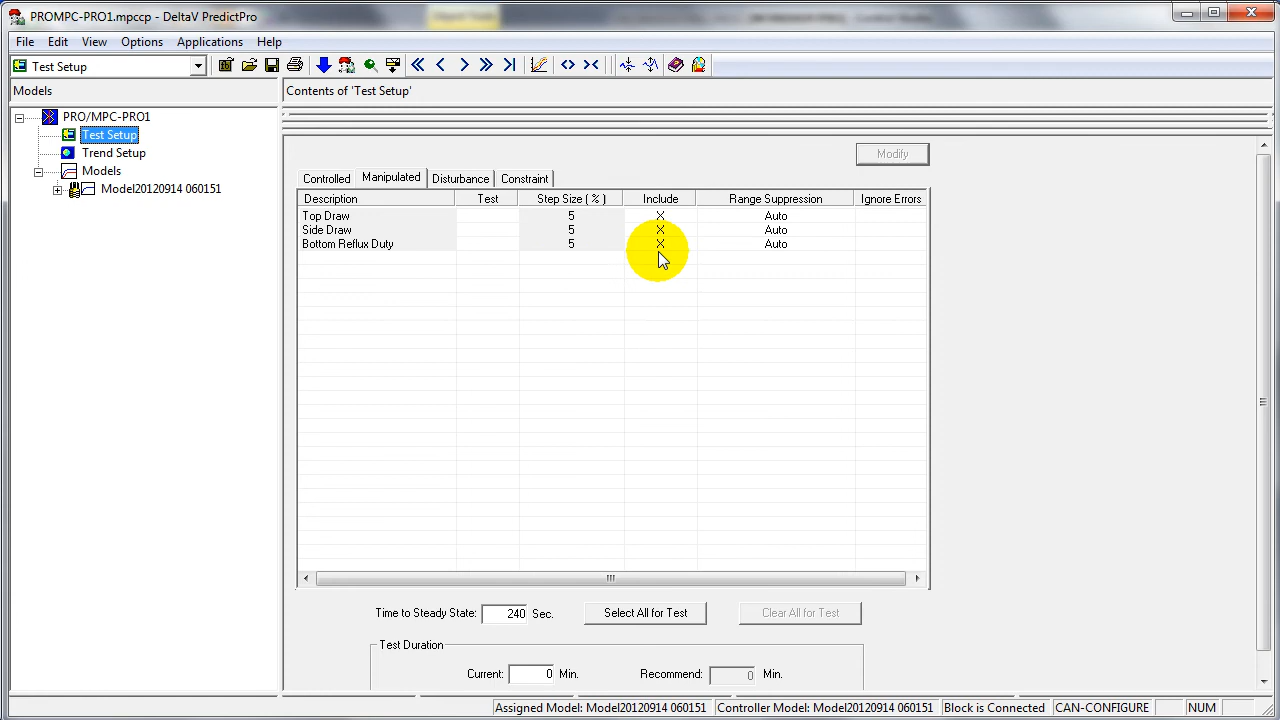 PROMPC-PRO1.mpccp - DeltaV PredictPro
File Edit View Options Applications Help
Test Setup
Models
Contents of 'Test Setup'
PRO/MPC-PRO1
Test Setup
Trend Setup
Models
Model20120914 060151
Modify
Controlled Manipulated Disturbance Constraint
Description Test Step Size ( % ) Include Range Suppression Ignore Errors
Top Draw 5 X Auto
Side Draw 5 X Auto
Bottom Reflux Duty 5 X Auto
Time to Steady State: 240 Sec. Select All for Test Clear All for Test
Test Duration
Current: 0 Min. Recommend: 0 Min.
Assigned Model: Model20120914 060151 Controller Model: Model20120914 060151 Block is Connected CAN-CONFIGURE NUM